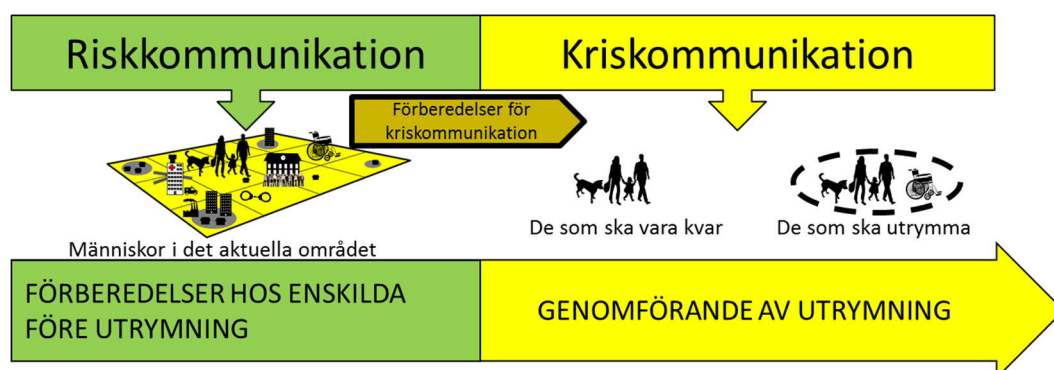 Riskkommunikation
Kriskommunikation
Förberedelser för
kriskommunikation
Människor i det aktuella området
De som ska vara kvar
De som ska utrymma
FÖRBEREDELSER HOS ENSKILDA
FÖRE UTRYMNING
GENOMFÖRANDE AV UTRYMNING